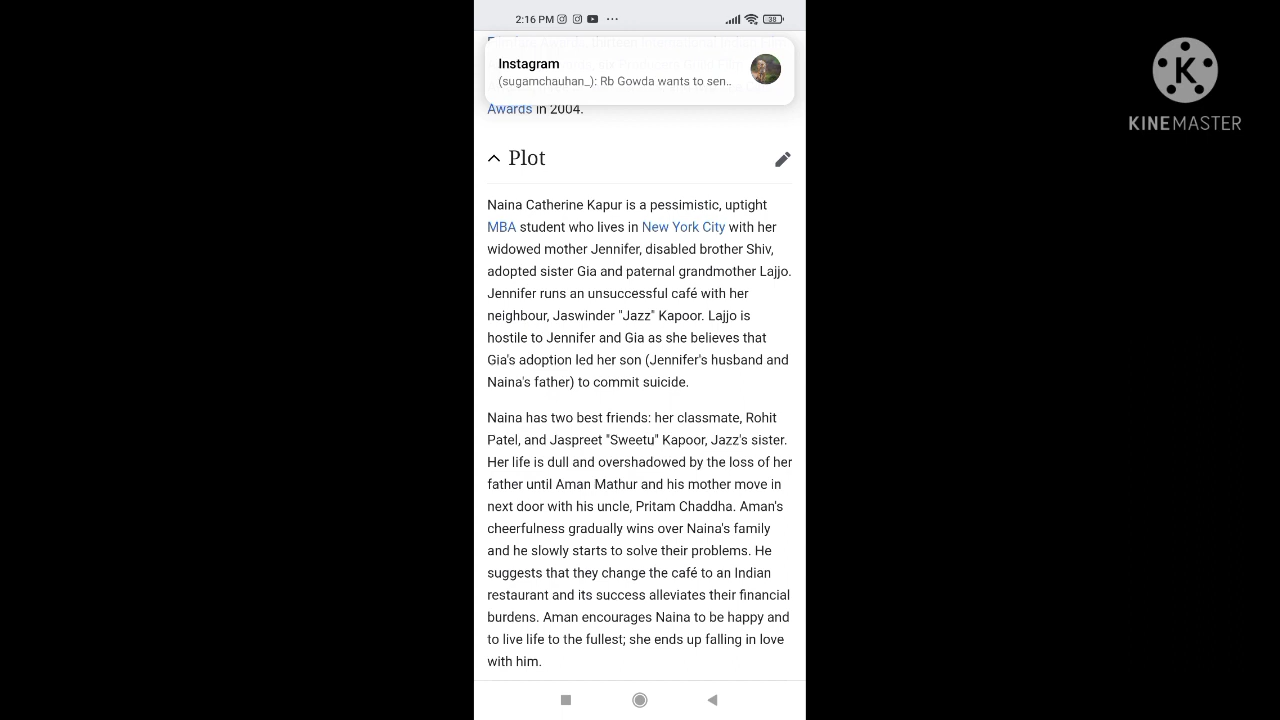 2:16 PM
38
Instagram
(sugamchauhan_): Rb Gowda wants to sen..
Awards in 2004.
Plot
Naina Catherine Kapur is a pessimistic, uptight
MBA student who lives in New York City with her
widowed mother Jennifer, disabled brother Shiv,
adopted sister Gia and paternal grandmother Lajjo.
Jennifer runs an unsuccessful café with her
neighbour, Jaswinder "Jazz" Kapoor. Lajjo is
hostile to Jennifer and Gia as she believes that
Gia's adoption led her son (Jennifer's husband and
Naina's father) to commit suicide.
Naina has two best friends: her classmate, Rohit
Patel, and Jaspreet "Sweetu" Kapoor, Jazz's sister.
Her life is dull and overshadowed by the loss of her
father until Aman Mathur and his mother move in
next door with his uncle, Pritam Chaddha. Aman's
cheerfulness gradually wins over Naina's family
and he slowly starts to solve their problems. He
suggests that they change the café to an Indian
restaurant and its success alleviates their financial
burdens. Aman encourages Naina to be happy and
to live life to the fullest; she ends up falling in love
with him.
K
KINEMASTER